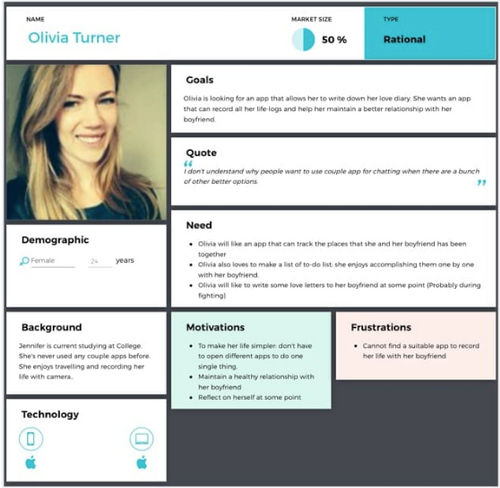 NAME
Olivia Turner
MARKET SIZE
50 %
TYPE
Rational
Goals
Olivia is looking for an app that allows her to write down her love diary. She wants an app
that can record all her life-logs and help her maintain a better relationship with her
boyfriend.
Quote
“
I don't understand why people want to use couple app for chatting when there are a bunch
of other better options.
”
Need
• Olivia will like an app that can track the places that she and her boyfriend has been
together
• Olivia also loves to make a list of to-do list: she enjoys accomplishing them one by one
with her boyfriend.
• Olivia will like to write some love letters to her boyfriend at some point (Probably during
fighting)
Demographic
Female
24
years
Background
Jennifer is current studying at College.
She's never used any couple apps before.
She enjoys travelling and recording her
life with camera..
Motivations
• To make her life simpler: don't have
to open different apps to do one
single thing.
• Maintain a healthy relationship with
her boyfriend
• Reflect on herself at some point
Frustrations
• Cannot find a suitable app to record
her life with her boyfriend
Technology